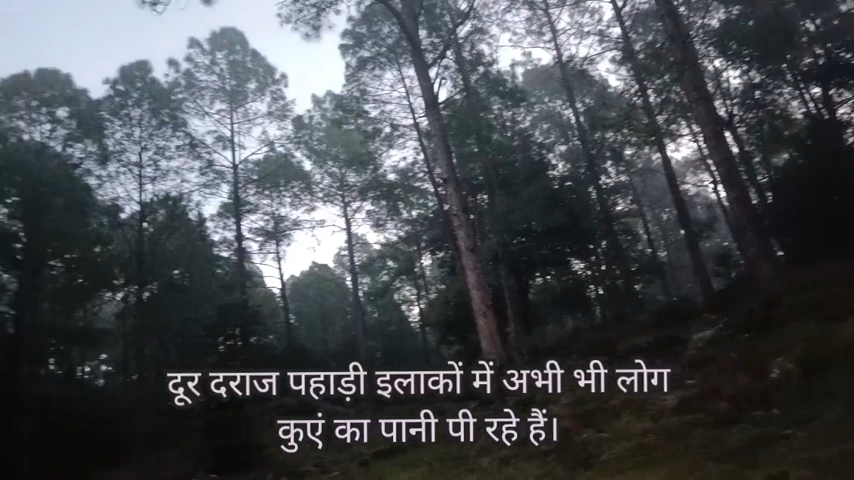 दूर दराज पहाड़ी इलाकों में अभी भी लोग
कुएं का पानी पी रहे हैं।